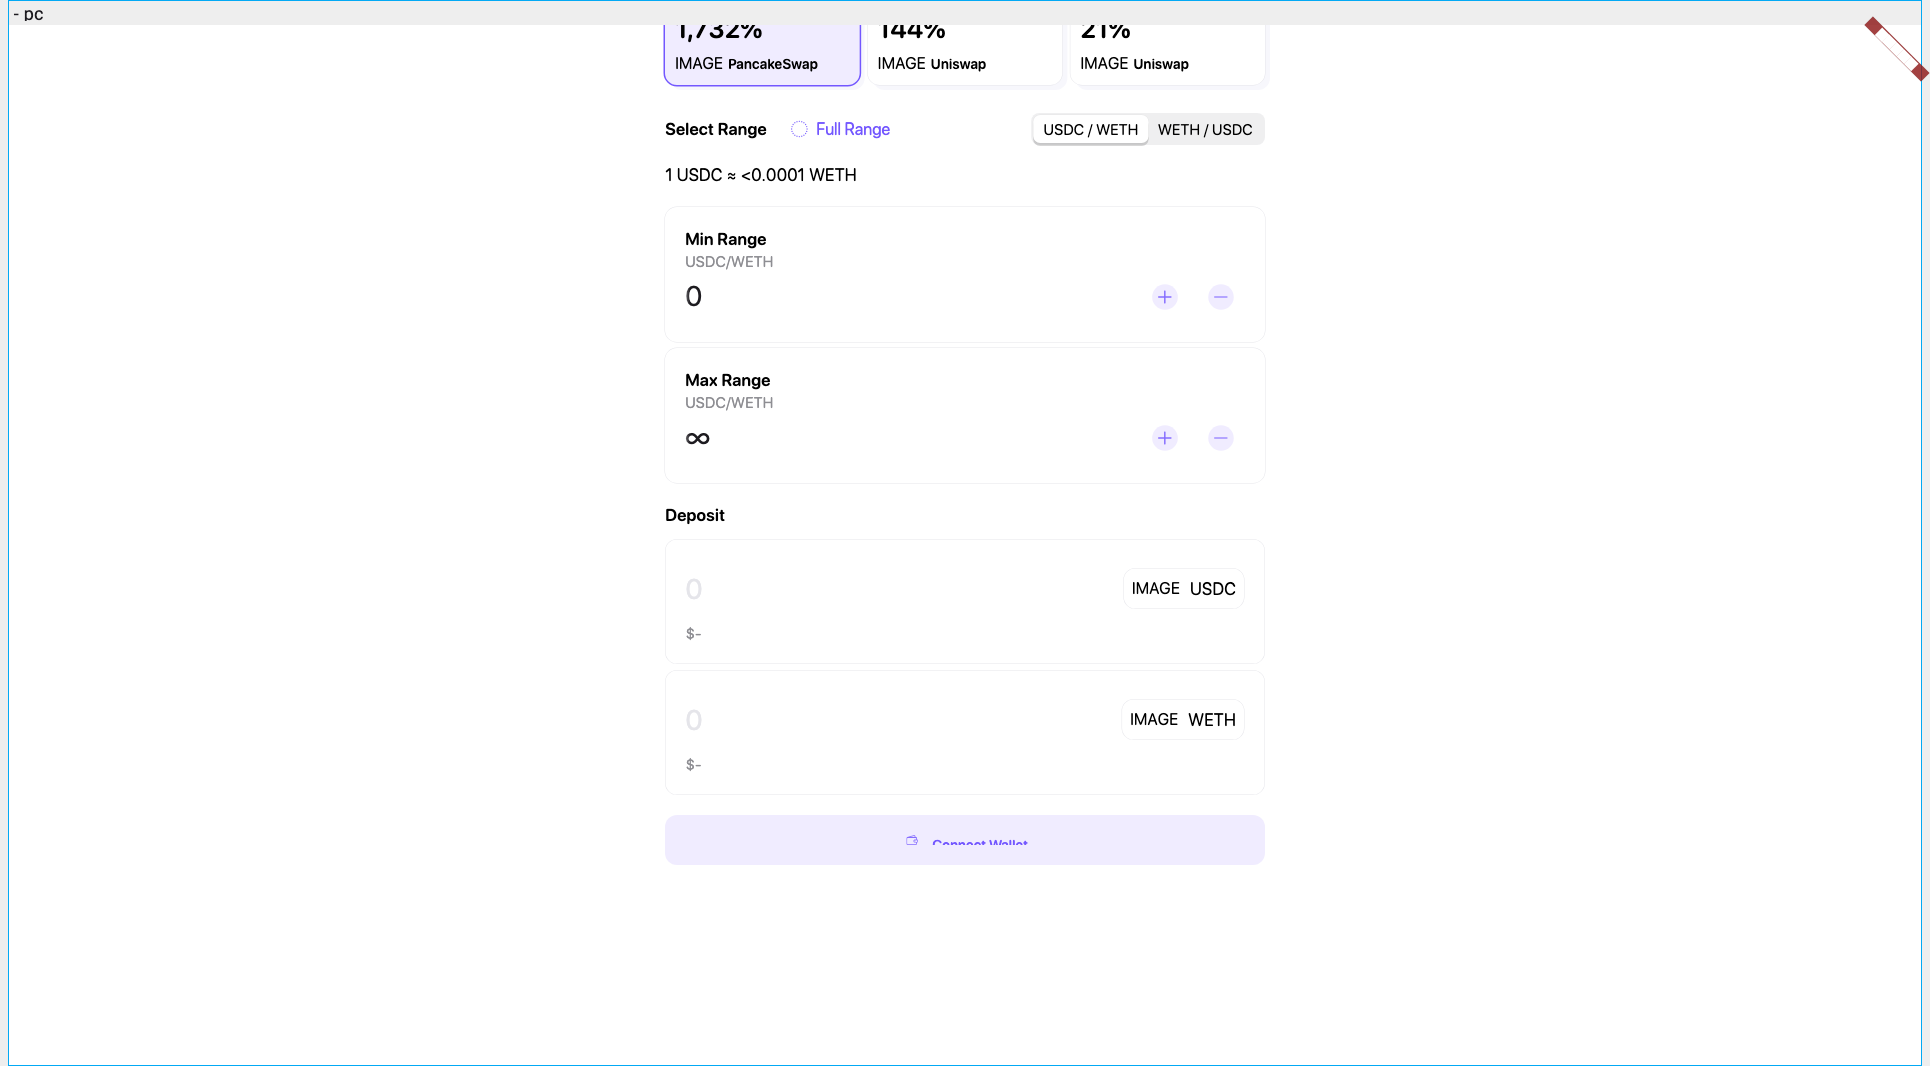 - pc
1,732% 144% 21%
IMAGE PancakeSwap IMAGE Uniswap IMAGE Uniswap
Select Range Full Range USDC / WETH WETH / USDC
1 USDC ≈ <0.0001 WETH
Min Range
USDC/WETH
0
Max Range
USDC/WETH
∞
Deposit
0 IMAGE USDC
$-
0 IMAGE WETH
$-
Connect Wallet